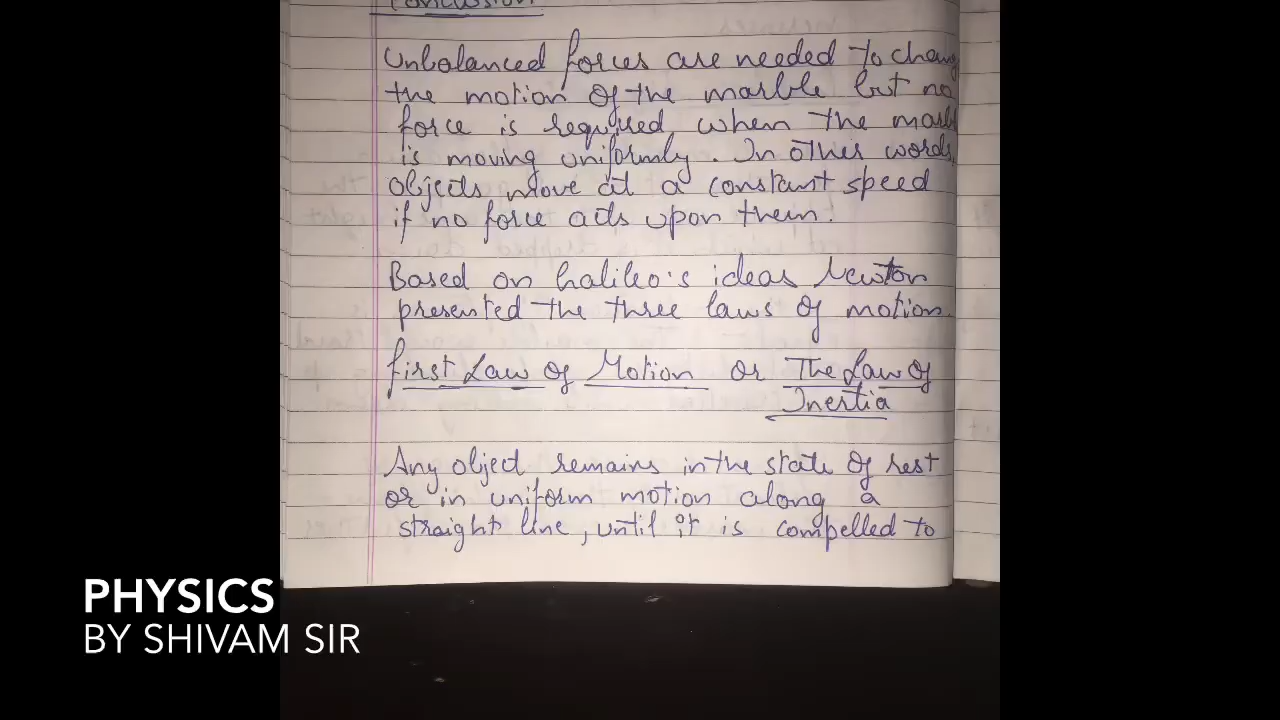 Conclusion
Unbalanced forces are needed to chang
the motion of the marble but no
force is required when the marbl
is moving uniformly. In other words,
objects move at a constant speed
if no force acts upon them.
Based on Galileo's ideas Newton
presented the three laws of motion.
First Law of Motion or The Law of
Inertia
Any object remains in the state of rest
or in uniform motion along a
straight line, until it is compelled to
PHYSICS
BY SHIVAM SIR